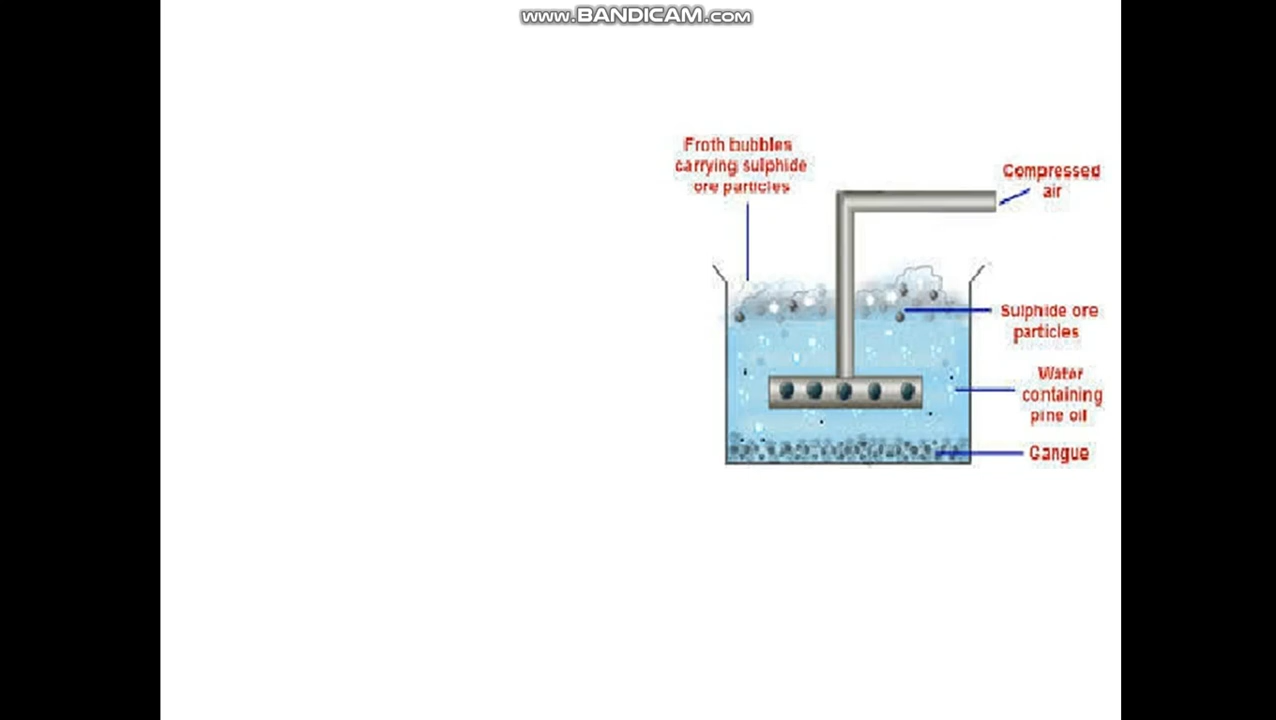 www.BANDICAM.com
Froth bubbles
carrying sulphide
ore particles
Compressed
air
Sulphide ore
particles
Water
containing
pine oil
Gangue